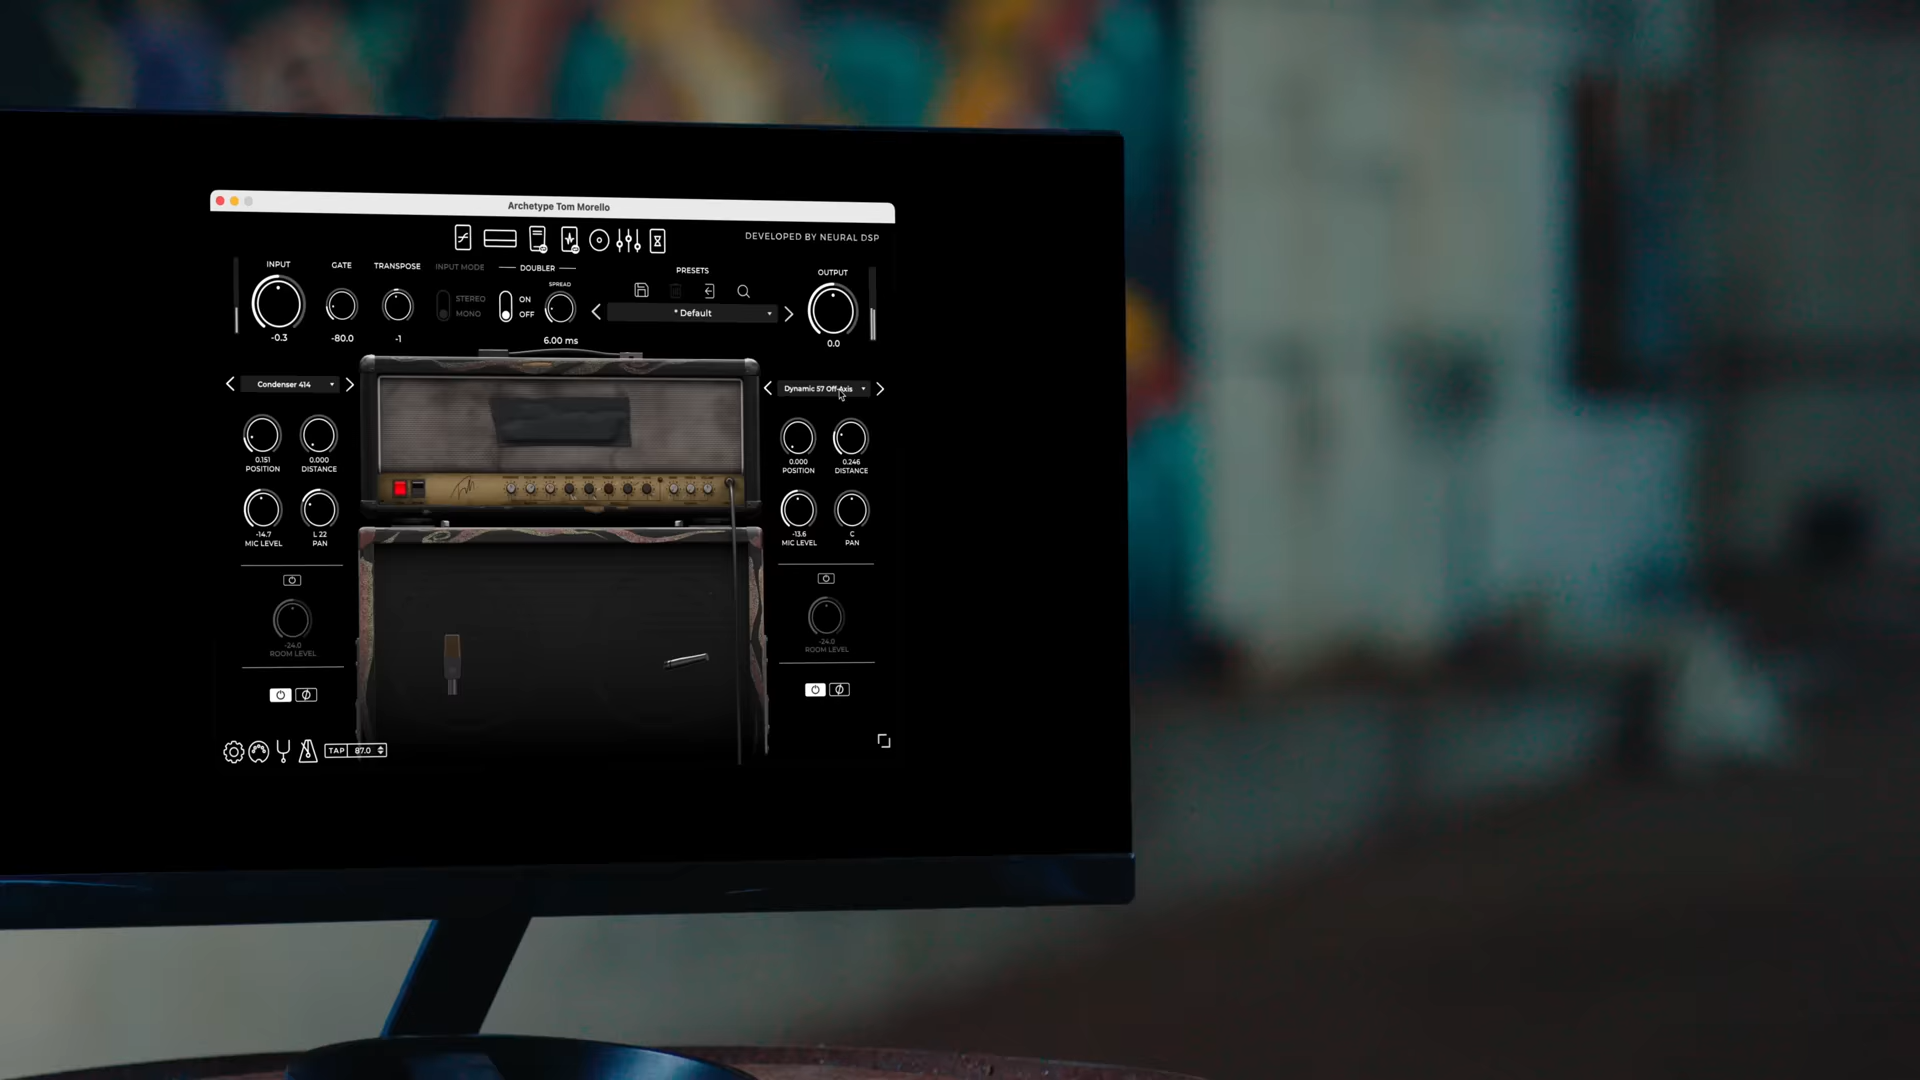 Archetype Tom Morello
DEVELOPED BY NEURAL DSP
INPUT GATE TRANSPOSE INPUT MODE DOUBLER PRESETS OUTPUT
SPREAD
STEREO ON
MONO OFF
* Default
-0.3 -80.0 -1 6.00 ms 0.0
Condenser 414
Dynamic 57 Off-Axis
0.151 0.000
POSITION DISTANCE
0.000 0.246
POSITION DISTANCE
-14.7 L 22
MIC LEVEL PAN
-13.6 C
MIC LEVEL PAN
-24.0
ROOM LEVEL
-24.0
ROOM LEVEL
TAP 87.0